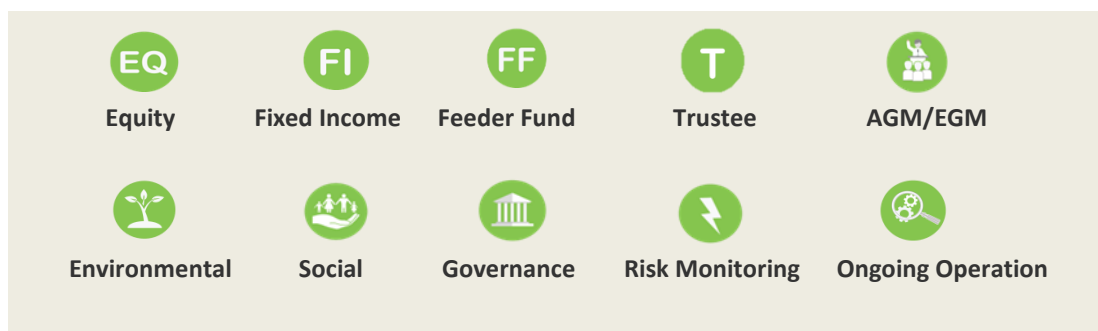 EQ FI FF T
Equity Fixed Income Feeder Fund Trustee AGM/EGM
Environmental Social Governance Risk Monitoring Ongoing Operation